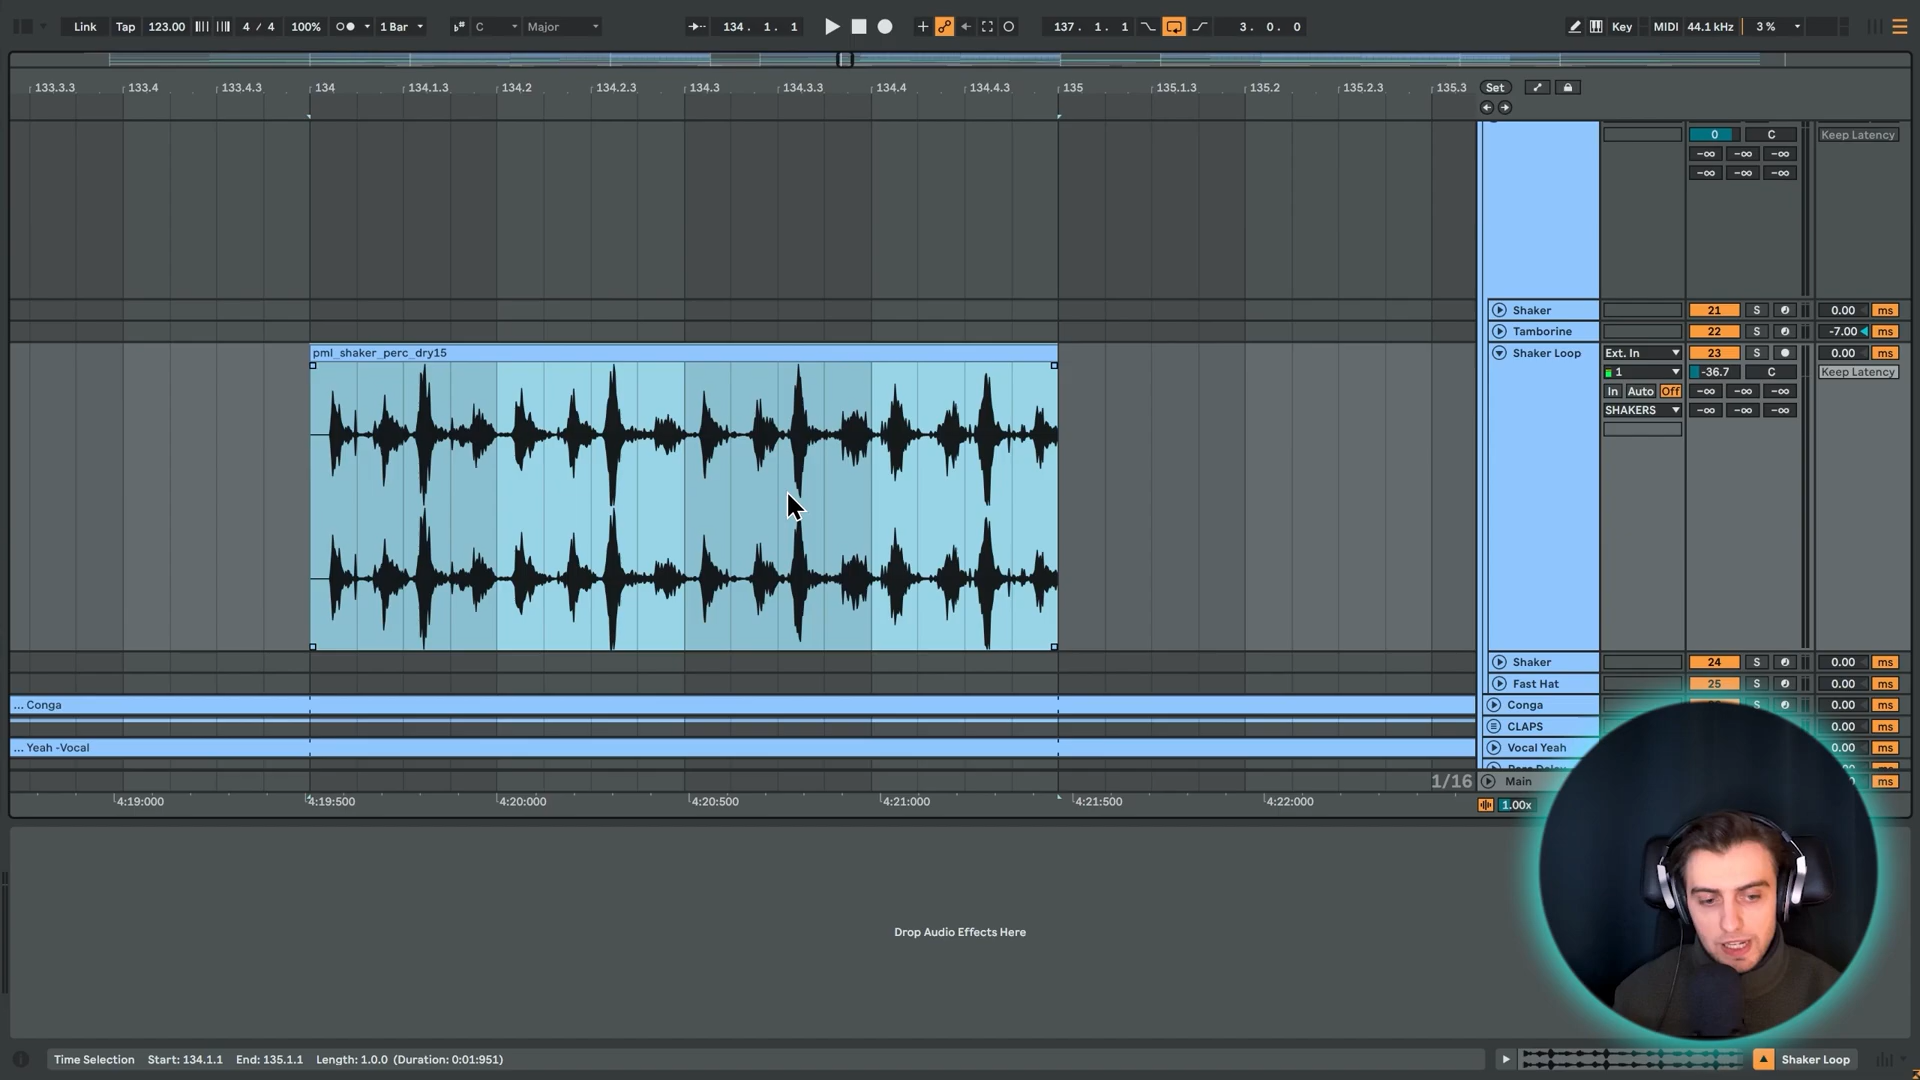 Link Tap 123.00 4 / 4 100% 1 Bar C Major 134. 1. 1 137. 1. 1 3. 0. 0 Key MIDI 44.1 kHz 3 %
133.3.3 133.4 133.4.3 134 134.1.3 134.2 134.2.3 134.3 134.3.3 134.4 134.4.3 135 135.1.3 135.2 135.2.3 135.3 Set
0 C Keep Latency
-∞ -∞ -∞
-∞ -∞ -∞
Shaker 21 S 0.00 ms
Tamborine 22 S -7.00 ms
pml_shaker_perc_dry15 Shaker Loop Ext. In 23 S 0.00 ms
1 -36.7 C Keep Latency
In Auto Off -∞ -∞ -∞
SHAKERS -∞ -∞ -∞
Shaker 24 S 0.00 ms
Fast Hat 25 S 0.00 ms
... Conga Conga S 0.00 ms
CLAPS 0.00 ms
... Yeah -Vocal Vocal Yeah 0.00 ms
1/16 Main ms
4:19:000 4:19:500 4:20:000 4:20:500 4:21:000 4:21:500 4:22:000 1.00x
Drop Audio Effects Here
Time Selection Start: 134.1.1 End: 135.1.1 Length: 1.0.0 (Duration: 0:01:951) Shaker Loop